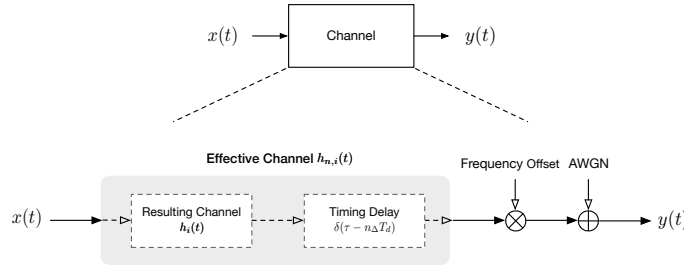 x(t)
Channel
y(t)
Effective Channel h_{n,i}(t)
Frequency Offset
AWGN
x(t)
Resulting Channel
h_i(t)
Timing Delay
δ(τ − n_Δ T_d)
y(t)